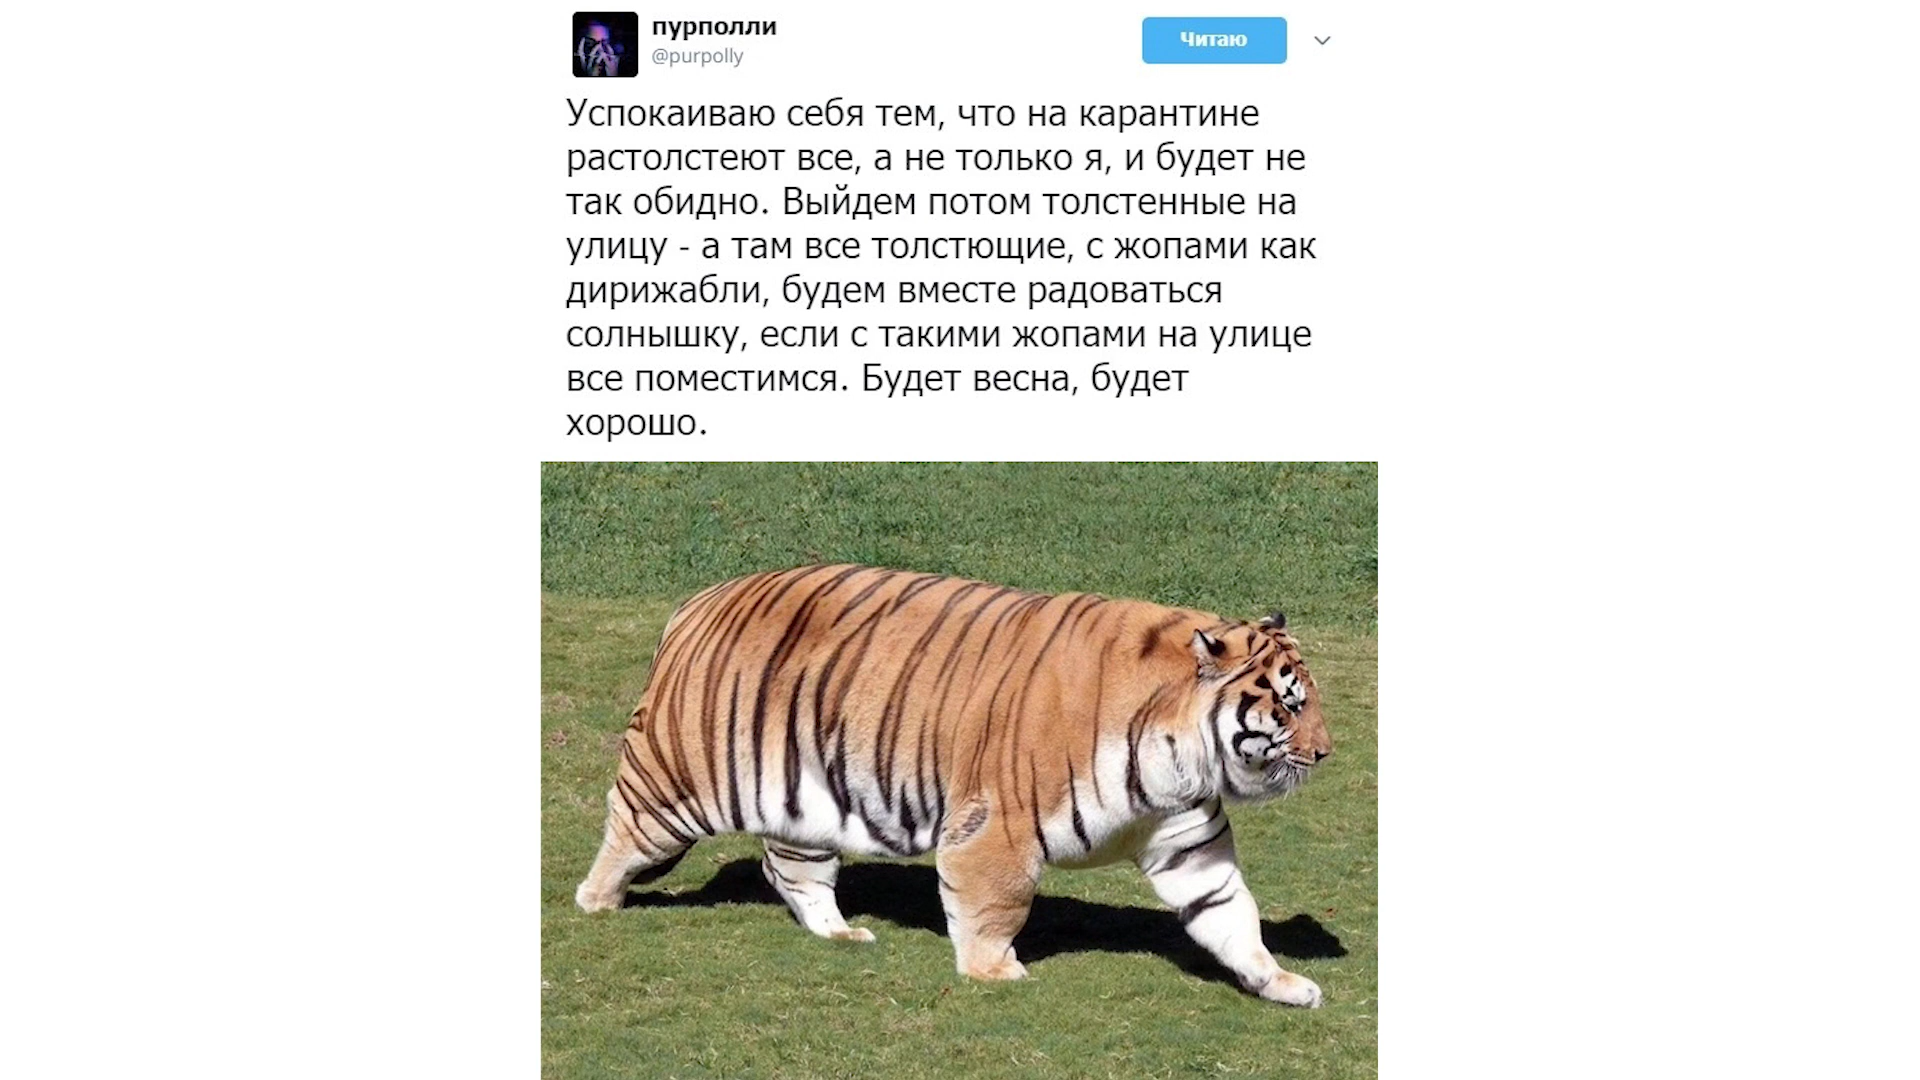 пурполли
@purpolly
Читаю
Успокаиваю себя тем, что на карантине
растолстеют все, а не только я, и будет не
так обидно. Выйдем потом толстенные на
улицу - а там все толстющие, с жопами как
дирижабли, будем вместе радоваться
солнышку, если с такими жопами на улице
все поместимся. Будет весна, будет
хорошо.